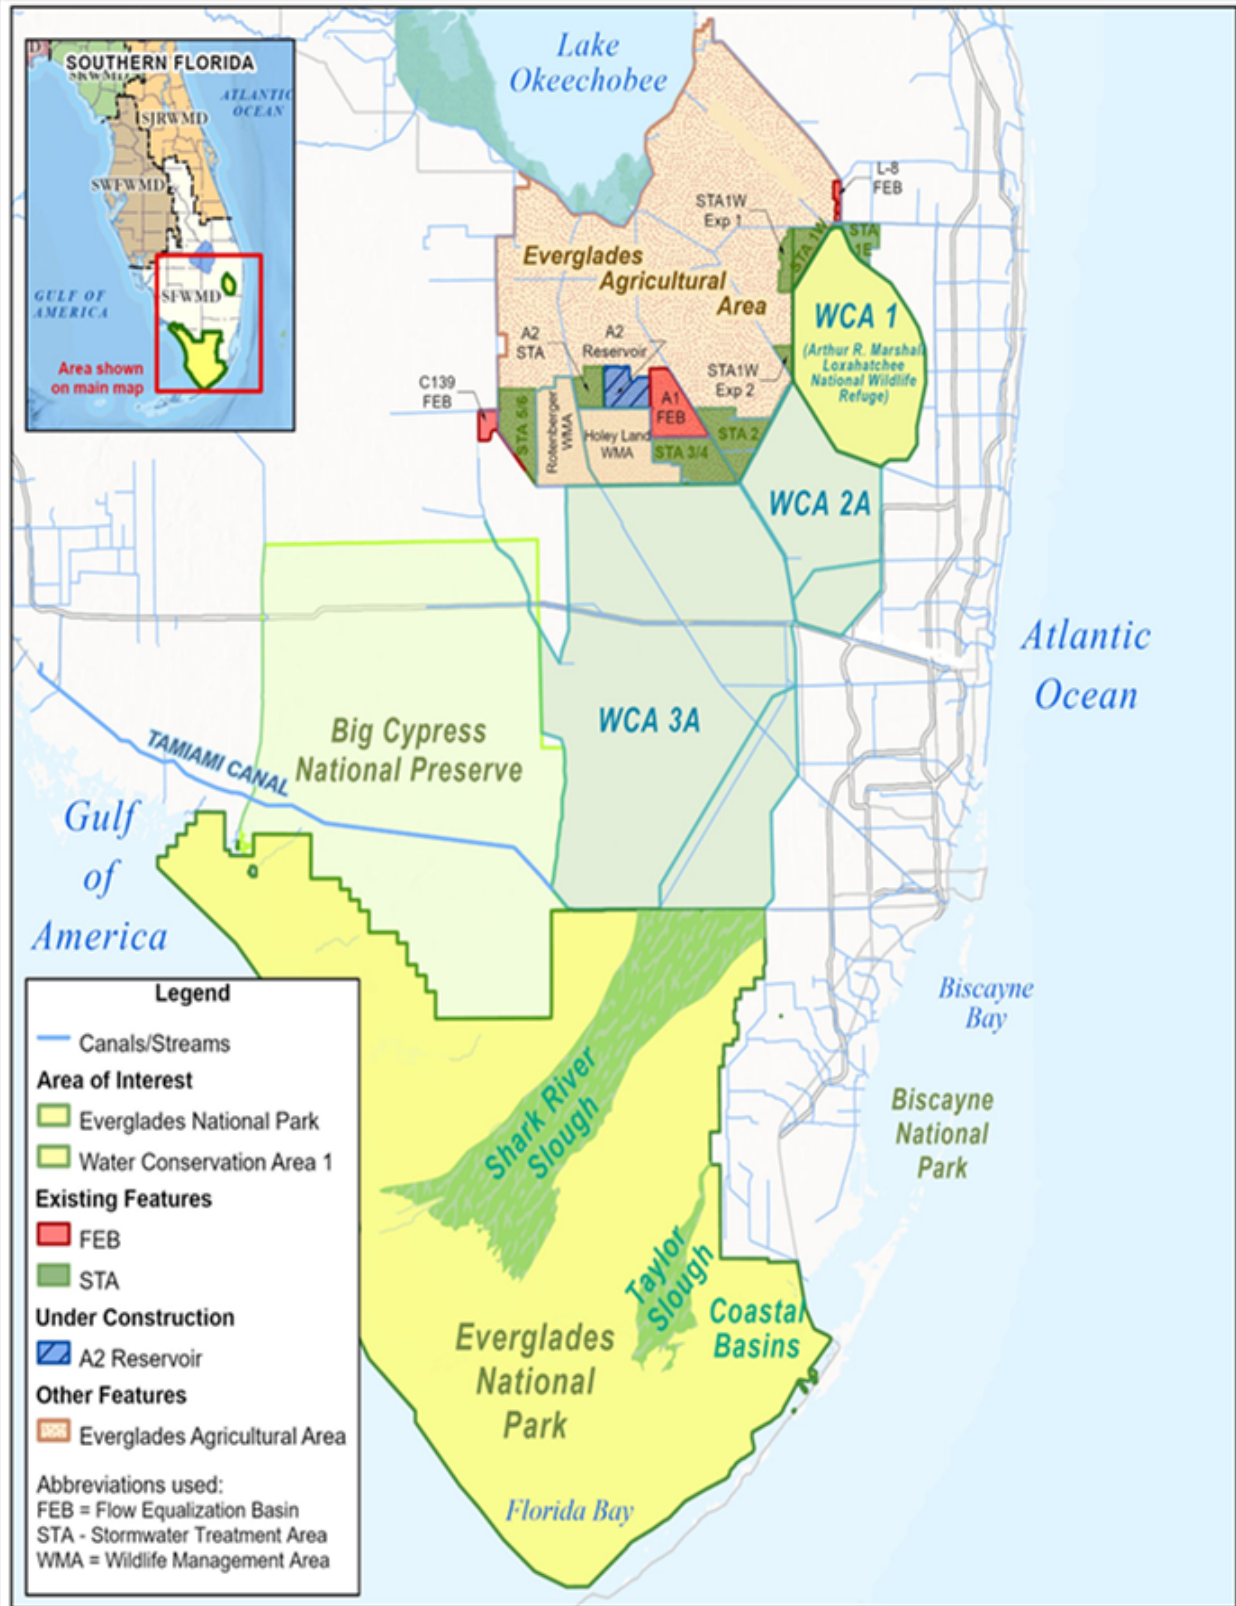 SOUTHERN FLORIDA
SRWMD
SJRWMD
SWFWMD
SFWMD
ATLANTIC
OCEAN
GULF OF
AMERICA
Area shown
on main map
Lake
Okeechobee
L-8
FEB
STA1W
Exp 1
STA 1W
STA
1E
Everglades
Agricultural
Area
WCA 1
(Arthur R. Marshall
Loxahatchee
National Wildlife
Refuge)
A2
STA
A2
Reservoir
STA1W
Exp 2
C139
FEB
A1
FEB
STA 5/6
Rotenberger
WMA
Holey Land
WMA
STA 3/4
STA 2
WCA 2A
Atlantic
Ocean
WCA 3A
Big Cypress
National Preserve
TAMIAMI CANAL
Gulf
of
America
Biscayne
Bay
Biscayne
National
Park
Shark River
Slough
Taylor
Slough
Coastal
Basins
Everglades
National
Park
Florida Bay
Legend
Canals/Streams
Area of Interest
Everglades National Park
Water Conservation Area 1
Existing Features
FEB
STA
Under Construction
A2 Reservoir
Other Features
Everglades Agricultural Area
Abbreviations used:
FEB = Flow Equalization Basin
STA - Stormwater Treatment Area
WMA = Wildlife Management Area